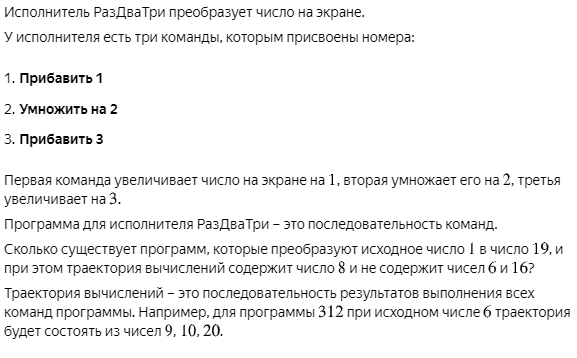 Исполнитель РазДваТри преобразует число на экране.
У исполнителя есть три команды, которым присвоены номера:
1. Прибавить 1
2. Умножить на 2
3. Прибавить 3
Первая команда увеличивает число на экране на 1, вторая умножает его на 2, третья
увеличивает на 3.
Программа для исполнителя РазДваТри – это последовательность команд.
Сколько существует программ, которые преобразуют исходное число 1 в число 19, и
при этом траектория вычислений содержит число 8 и не содержит чисел 6 и 16?
Траектория вычислений – это последовательность результатов выполнения всех
команд программы. Например, для программы 312 при исходном числе 6 траектория
будет состоять из чисел 9, 10, 20.